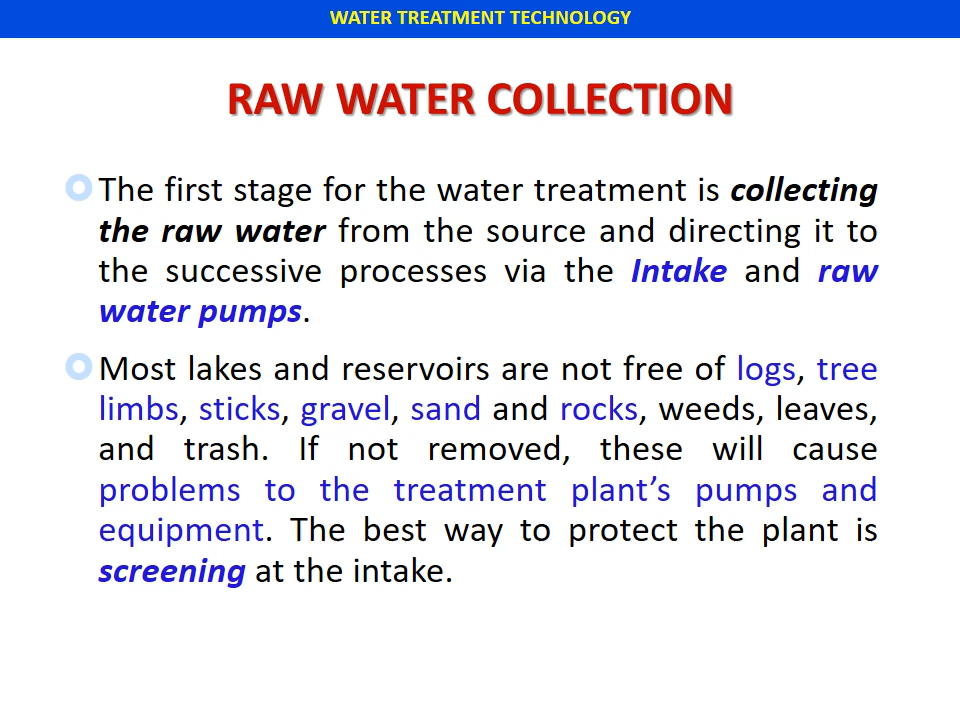 WATER TREATMENT TECHNOLOGY
RAW WATER COLLECTION
The first stage for the water treatment is collecting
the raw water from the source and directing it to
the successive processes via the Intake and raw
water pumps.
Most lakes and reservoirs are not free of logs, tree
limbs, sticks, gravel, sand and rocks, weeds, leaves,
and trash. If not removed, these will cause
problems to the treatment plant’s pumps and
equipment. The best way to protect the plant is
screening at the intake.